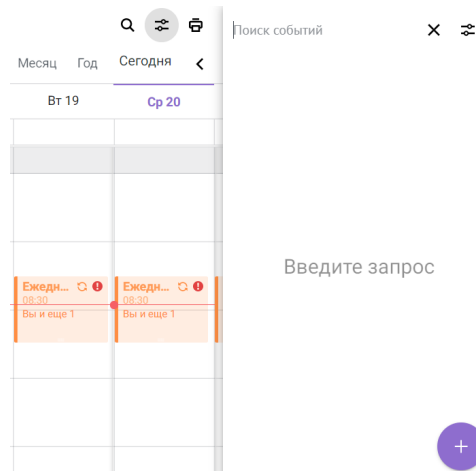 Месяц Год Сегодня
Вт 19 Ср 20
Ежедн... Ежедн...
08:30 08:30
Вы и еще 1 Вы и еще 1
Поиск событий
Введите запрос